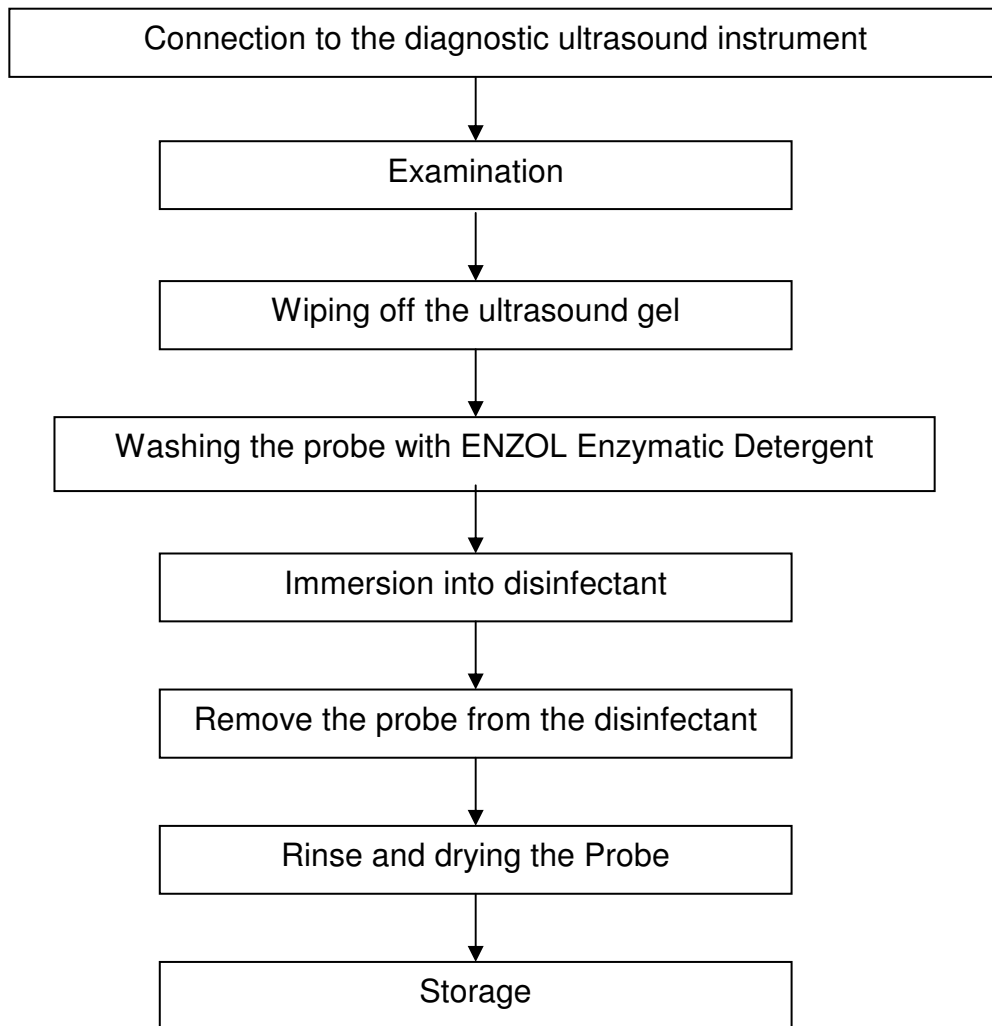 Connection to the diagnostic ultrasound instrument
Examination
Wiping off the ultrasound gel
Washing the probe with ENZOL Enzymatic Detergent
Immersion into disinfectant
Remove the probe from the disinfectant
Rinse and drying the Probe
Storage